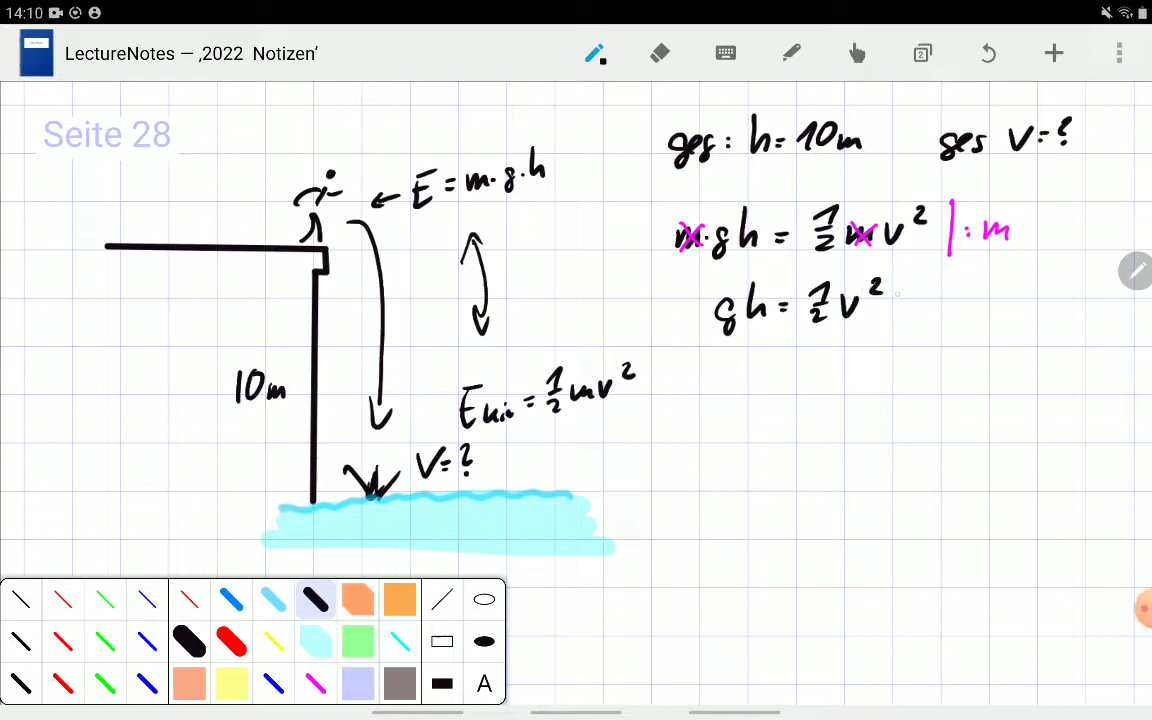 14:10
LectureNotes — ‚2022 Notizen’
2
Seite 28
ges : h = 10m ges v = ?
← E = m · g · h
m · g h = 1/2 m v² | : m
g h = 1/2 v²
10m
Ekin = 1/2 m v²
v = ?
A